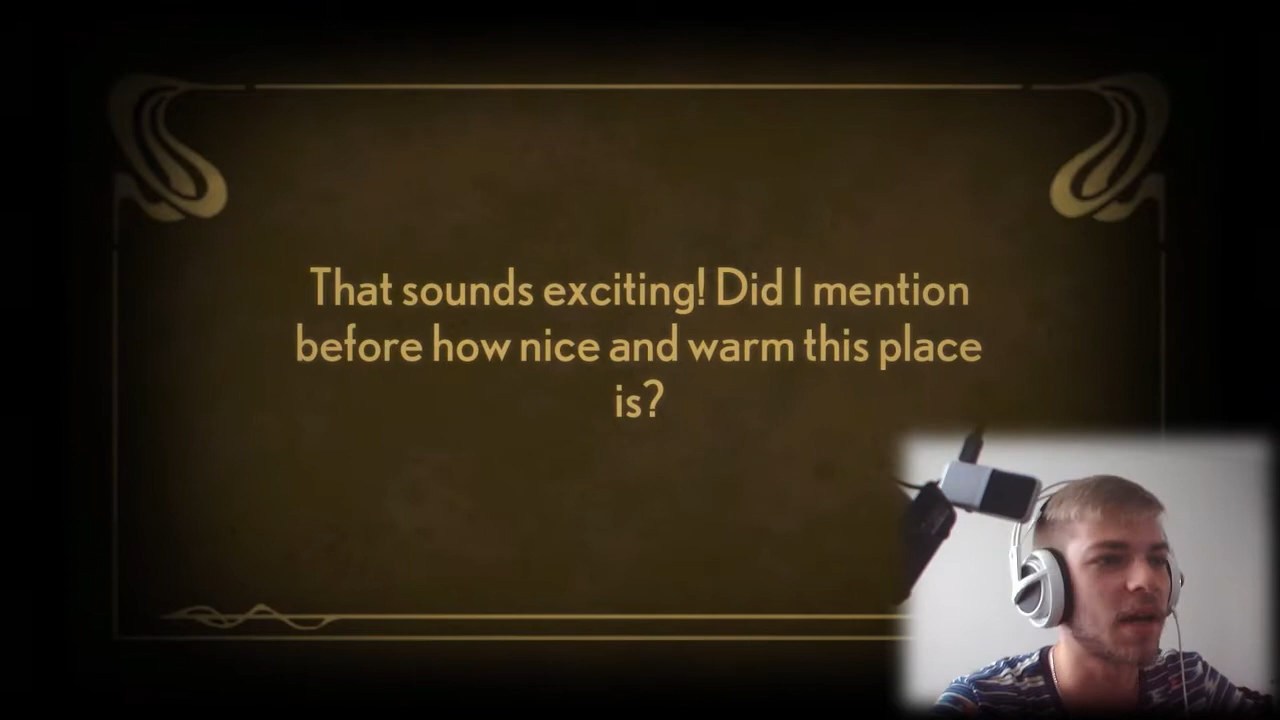 That sounds exciting! Did I mention
before how nice and warm this place
is?